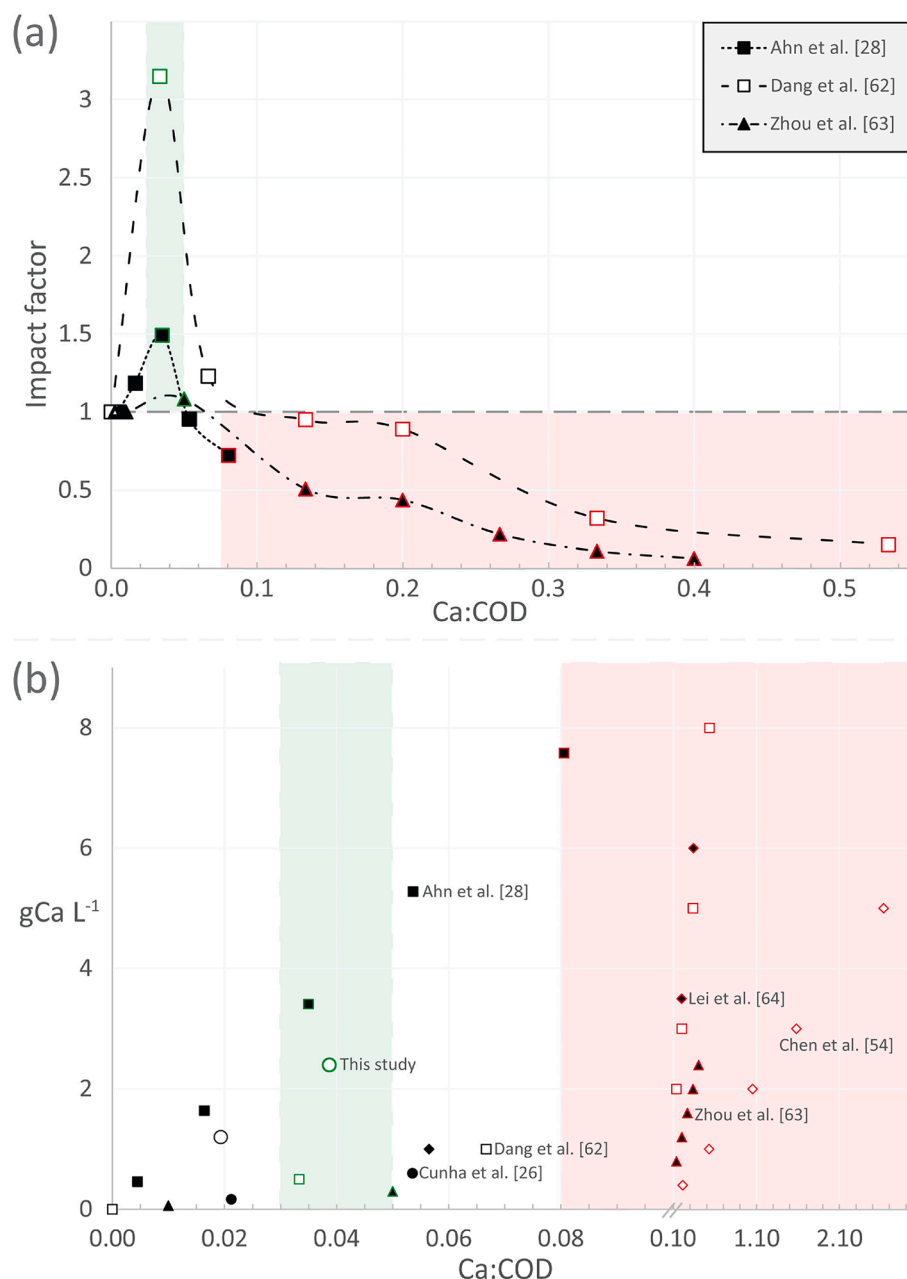 (a)
Ahn et al. [28]
Dang et al. [62]
Zhou et al. [63]
Impact factor
3
2.5
2
1.5
1
0.5
0
0.0
0.1
0.2
0.3
0.4
0.5
Ca:COD
(b)
8
6
4
2
0
gCa L⁻¹
Ahn et al. [28]
Lei et al. [64]
Chen et al. [54]
This study
Zhou et al. [63]
Dang et al. [62]
Cunha et al. [26]
0.00
0.02
0.04
0.06
0.08
0.10
1.10
2.10
Ca:COD